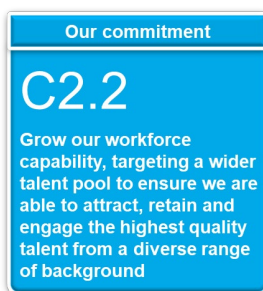 Our commitment
C2.2
Grow our workforce
capability, targeting a wider
talent pool to ensure we are
able to attract, retain and
engage the highest quality
talent from a diverse range
of background